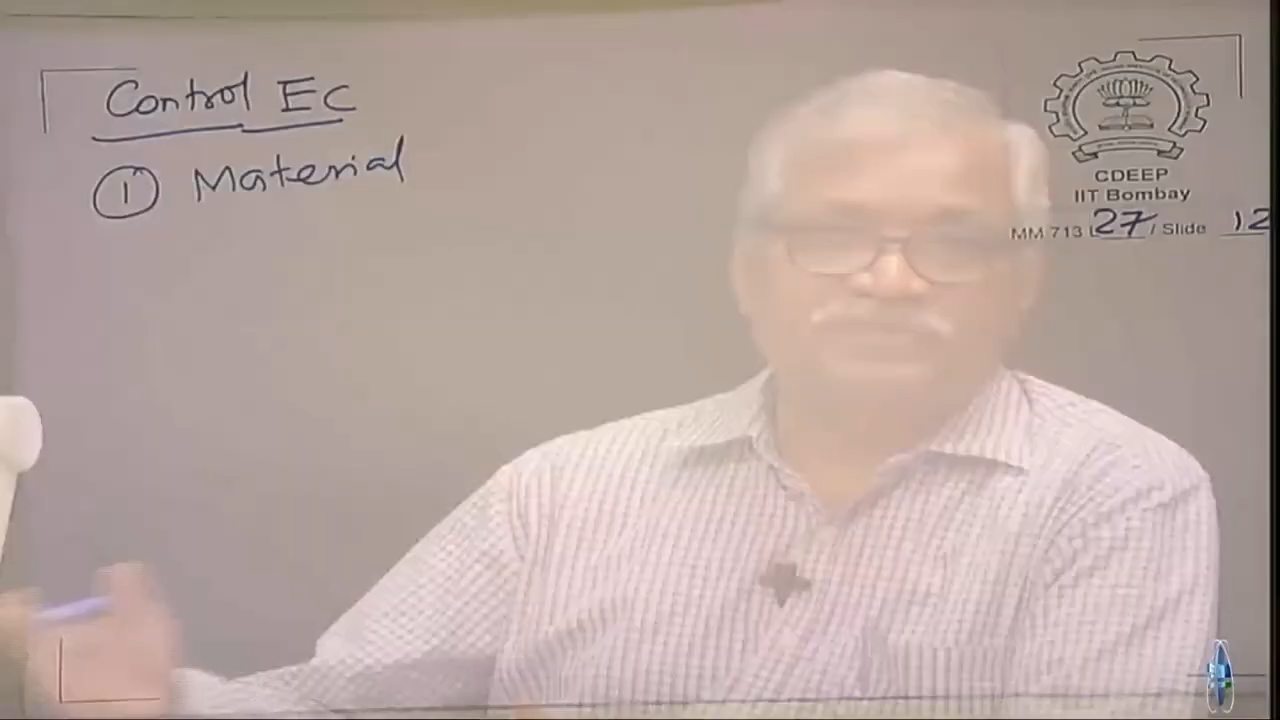 Control Ec
① Material
CDEEP
IIT Bombay
MM 713 L 27 / Slide 12